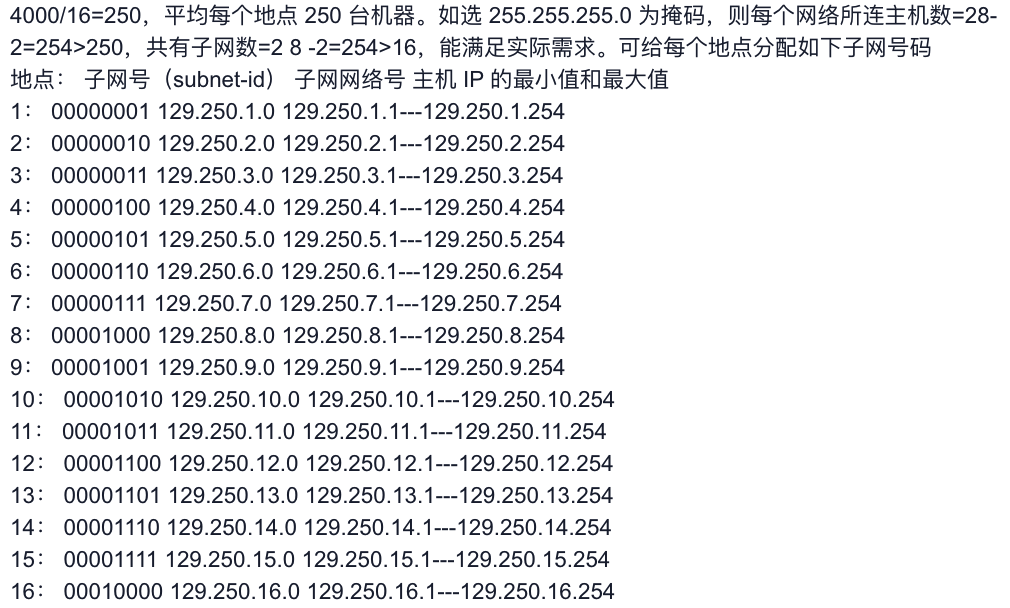 4000/16=250，平均每个地点 250 台机器。如选 255.255.255.0 为掩码，则每个网络所连主机数=28-
2=254>250，共有子网数=2 8 -2=254>16，能满足实际需求。可给每个地点分配如下子网号码
地点： 子网号（subnet-id） 子网网络号 主机 IP 的最小值和最大值
1： 00000001 129.250.1.0 129.250.1.1---129.250.1.254
2： 00000010 129.250.2.0 129.250.2.1---129.250.2.254
3： 00000011 129.250.3.0 129.250.3.1---129.250.3.254
4： 00000100 129.250.4.0 129.250.4.1---129.250.4.254
5： 00000101 129.250.5.0 129.250.5.1---129.250.5.254
6： 00000110 129.250.6.0 129.250.6.1---129.250.6.254
7： 00000111 129.250.7.0 129.250.7.1---129.250.7.254
8： 00001000 129.250.8.0 129.250.8.1---129.250.8.254
9： 00001001 129.250.9.0 129.250.9.1---129.250.9.254
10： 00001010 129.250.10.0 129.250.10.1---129.250.10.254
11： 00001011 129.250.11.0 129.250.11.1---129.250.11.254
12： 00001100 129.250.12.0 129.250.12.1---129.250.12.254
13： 00001101 129.250.13.0 129.250.13.1---129.250.13.254
14： 00001110 129.250.14.0 129.250.14.1---129.250.14.254
15： 00001111 129.250.15.0 129.250.15.1---129.250.15.254
16： 00010000 129.250.16.0 129.250.16.1---129.250.16.254